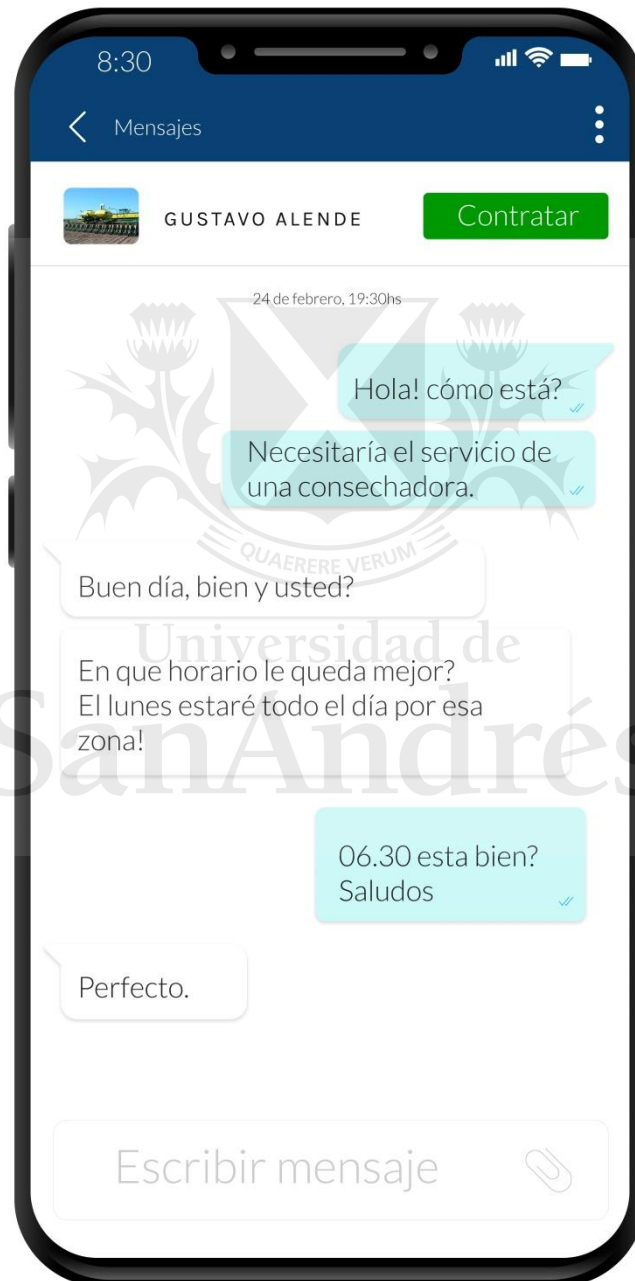 8:30
Mensajes
GUSTAVO ALENDE
Contratar
24 de febrero, 19:30hs
Hola! cómo está?
Necesitaría el servicio de
una consechadora.
QUAERERE VERUM
Buen día, bien y usted?
Universidad de
En que horario le queda mejor?
El lunes estaré todo el día por esa
zona!
SanAndrés
06.30 esta bien?
Saludos
Perfecto.
Escribir mensaje